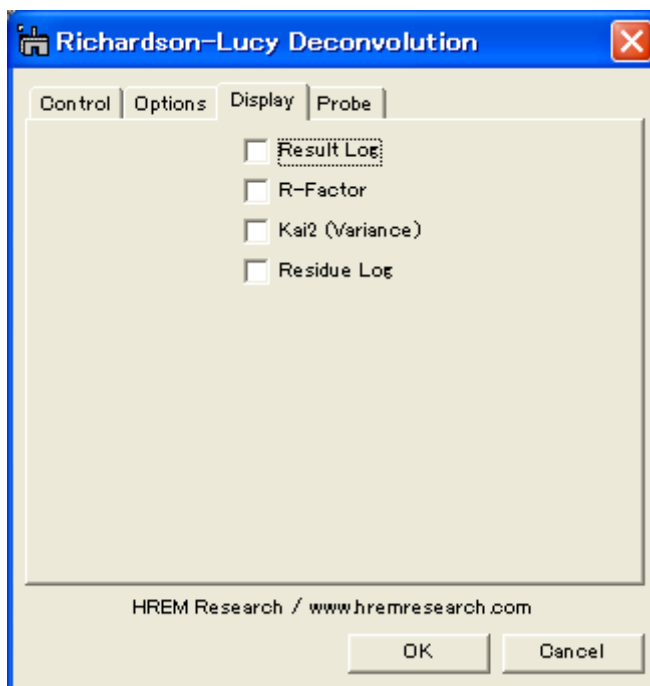 Richardson-Lucy Deconvolution
Control Options Display Probe
Result Log
R-Factor
Kai2 (Variance)
Residue Log
HREM Research / www.hremresearch.com
OK Cancel